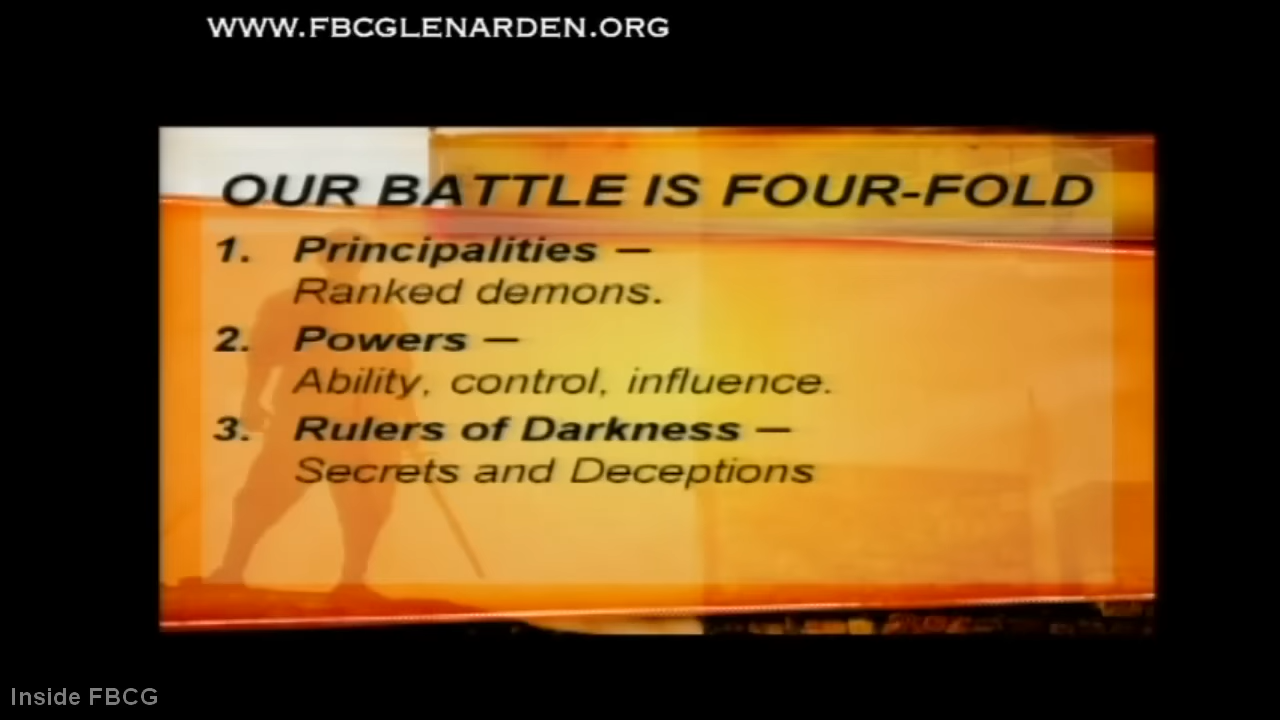 WWW.FBCGLENARDEN.ORG
OUR BATTLE IS FOUR-FOLD
1. Principalities —
Ranked demons.
2. Powers —
Ability, control, influence.
3. Rulers of Darkness —
Secrets and Deceptions
Inside FBCG